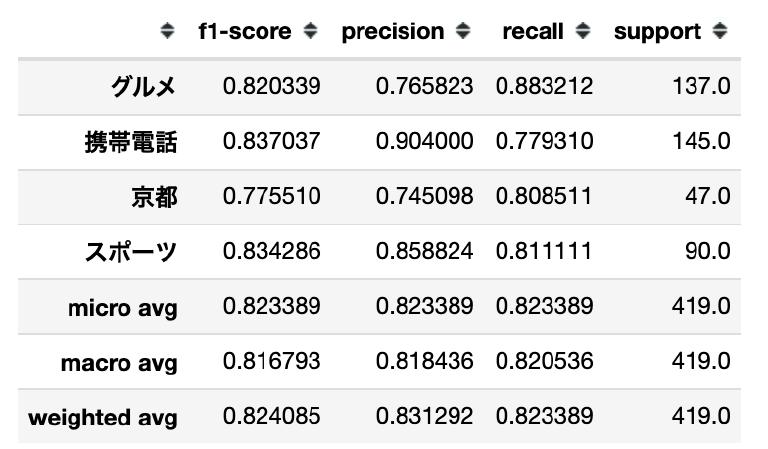 f1-score precision recall support
グルメ 0.820339 0.765823 0.883212 137.0
携帯電話 0.837037 0.904000 0.779310 145.0
京都 0.775510 0.745098 0.808511 47.0
スポーツ 0.834286 0.858824 0.811111 90.0
micro avg 0.823389 0.823389 0.823389 419.0
macro avg 0.816793 0.818436 0.820536 419.0
weighted avg 0.824085 0.831292 0.823389 419.0